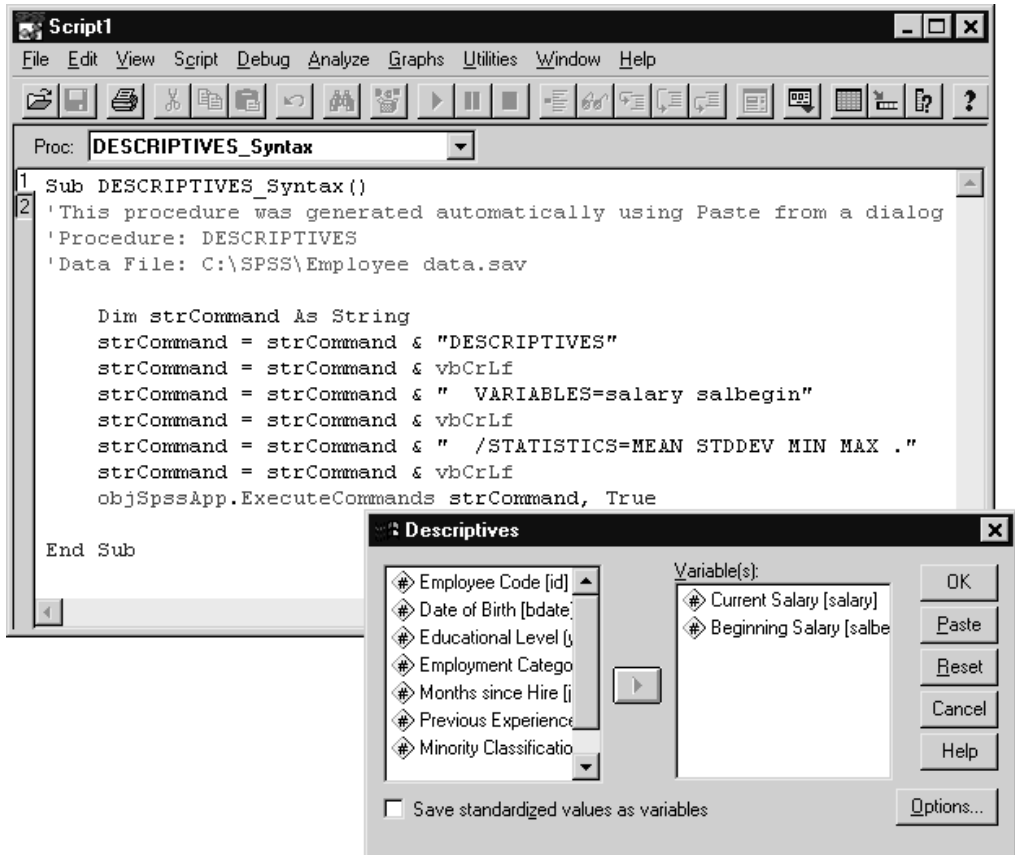 Script1
File Edit View Script Debug Analyze Graphs Utilities Window Help
Proc: DESCRIPTIVES_Syntax
1
2
Sub DESCRIPTIVES_Syntax()
'This procedure was generated automatically using Paste from a dialog
'Procedure: DESCRIPTIVES
'Data File: C:\SPSS\Employee data.sav
Dim strCommand As String
strCommand = strCommand & "DESCRIPTIVES"
strCommand = strCommand & vbCrLf
strCommand = strCommand & "  VARIABLES=salary salbegin"
strCommand = strCommand & vbCrLf
strCommand = strCommand & "  /STATISTICS=MEAN STDDEV MIN MAX ."
strCommand = strCommand & vbCrLf
objSpssApp.ExecuteCommands strCommand, True
End Sub
Descriptives
Employee Code [id]
Date of Birth [bdate]
Educational Level (y
Employment Catego
Months since Hire [j
Previous Experience
Minority Classificatio
Variable(s):
Current Salary [salary]
Beginning Salary [salbe
OK
Paste
Reset
Cancel
Help
Save standardized values as variables
Options...